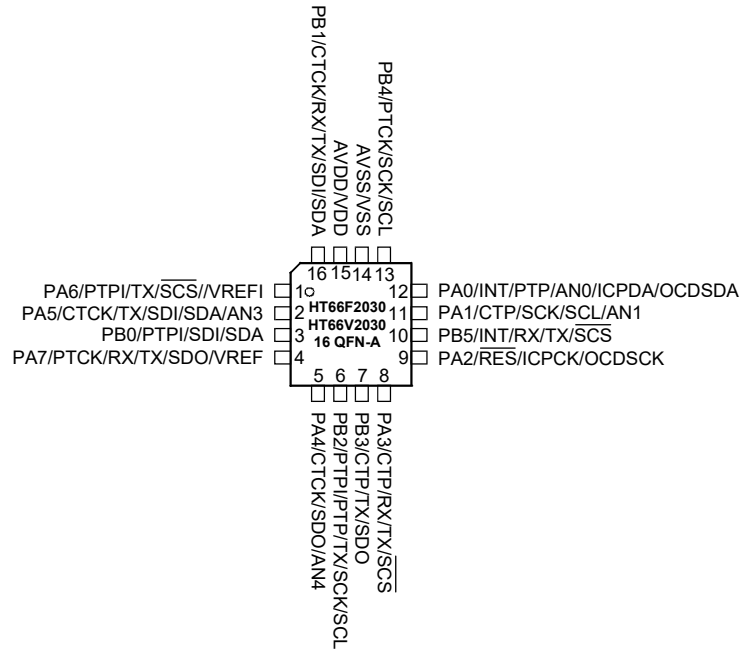 PB1/CTCK/RX/TX/SDI/SDA
AVDD/VDD
AVSS/VSS
PB4/PTCK/SCK/SCL
16 15 14 13
PA6/PTPI/TX/SCS//VREFI 1
PA5/CTCK/TX/SDI/SDA/AN3 2
PB0/PTPI/SDI/SDA 3
PA7/PTCK/RX/TX/SDO/VREF 4
HT66F2030
HT66V2030
16 QFN-A
12 PA0/INT/PTP/AN0/ICPDA/OCDSDA
11 PA1/CTP/SCK/SCL/AN1
10 PB5/INT/RX/TX/SCS
9 PA2/RES/ICPCK/OCDSCK
5 6 7 8
PA4/CTCK/SDO/AN4
PB2/PTPI/PTP/TX/SCK/SCL
PB3/CTP/TX/SDO
PA3/CTP/RX/TX/SCS